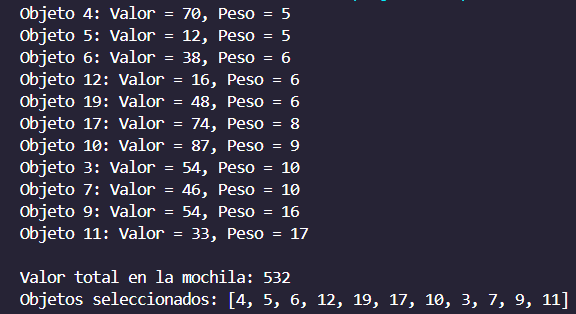 Objeto 4: Valor = 70, Peso = 5
Objeto 5: Valor = 12, Peso = 5
Objeto 6: Valor = 38, Peso = 6
Objeto 12: Valor = 16, Peso = 6
Objeto 19: Valor = 48, Peso = 6
Objeto 17: Valor = 74, Peso = 8
Objeto 10: Valor = 87, Peso = 9
Objeto 3: Valor = 54, Peso = 10
Objeto 7: Valor = 46, Peso = 10
Objeto 9: Valor = 54, Peso = 16
Objeto 11: Valor = 33, Peso = 17
Valor total en la mochila: 532
Objetos seleccionados: [4, 5, 6, 12, 19, 17, 10, 3, 7, 9, 11]